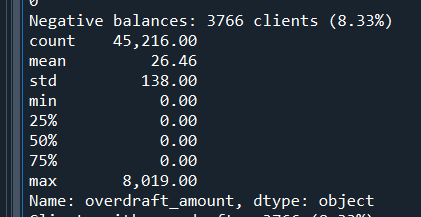 0
Negative balances: 3766 clients (8.33%)
count    45,216.00
mean         26.46
std         138.00
min           0.00
25%           0.00
50%           0.00
75%           0.00
max       8,019.00
Name: overdraft_amount, dtype: object